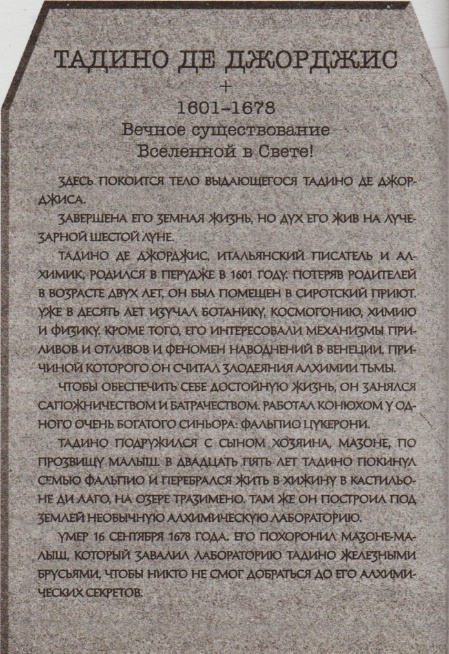 ТАДИНО ДЕ ДЖОРДЖИС
+
1601–1678
Вечное существование
Вселенной в Свете!
ЗДЕСЬ ПОКОИТСЯ ТЕЛО ВЫДАЮЩЕГОСЯ ТАДИНО ДЕ ДЖОР-
ДЖИСА.
ЗАВЕРШЕНА ЕГО ЗЕМНАЯ ЖИЗНЬ, НО ДУХ ЕГО ЖИВ НА ЛУЧЕ-
ЗАРНОЙ ШЕСТОЙ ЛУНЕ.
ТАДИНО ДЕ ДЖОРДЖИС, ИТАЛЬЯНСКИЙ ПИСАТЕЛЬ И АЛ-
ХИМИК, РОДИЛСЯ В ПЕРУДЖЕ В 1601 ГОДУ. ПОТЕРЯВ РОДИТЕЛЕЙ
В ВОЗРАСТЕ ДВУХ ЛЕТ, ОН БЫЛ ПОМЕЩЕН В СИРОТСКИЙ ПРИЮТ.
УЖЕ В ДЕСЯТЬ ЛЕТ ИЗУЧАЛ БОТАНИКУ, КОСМОГОНИЮ, ХИМИЮ
И ФИЗИКУ. КРОМЕ ТОГО, ЕГО ИНТЕРЕСОВАЛИ МЕХАНИЗМЫ ПРИ-
ЛИВОВ И ОТЛИВОВ И ФЕНОМЕН НАВОДНЕНИЙ В ВЕНЕЦИИ, ПРИ-
ЧИНОЙ КОТОРОГО ОН СЧИТАЛ ЗЛОДЕЯНИЯ АЛХИМИИ ТЬМЫ.
ЧТОБЫ ОБЕСПЕЧИТЬ СЕБЕ ДОСТОЙНУЮ ЖИЗНЬ, ОН ЗАНЯЛСЯ
САПОЖНИЧЕСТВОМ И БАТРАЧЕСТВОМ. РАБОТАЛ КОНЮХОМ У ОД-
НОГО ОЧЕНЬ БОГАТОГО СИНЬОРА: ФАЛЬПИО ЦУКЕРОНИ.
ТАДИНО ПОДРУЖИЛСЯ С СЫНОМ ХОЗЯИНА, МАЗОНЕ, ПО
ПРОЗВИЩУ МАЛЫШ. В ДВАДЦАТЬ ПЯТЬ ЛЕТ ТАДИНО ПОКИНУЛ
СЕМЬЮ ФАЛЬПИО И ПЕРЕБРАЛСЯ ЖИТЬ В ХИЖИНУ В КАСТИЛЬО-
НЕ ДИ ЛАГО, НА ОЗЕРЕ ТРАЗИМЕНО. ТАМ ЖЕ ОН ПОСТРОИЛ ПОД
ЗЕМЛЕЙ НЕОБЫЧНУЮ АЛХИМИЧЕСКУЮ ЛАБОРАТОРИЮ.
УМЕР 16 СЕНТЯБРЯ 1678 ГОДА. ЕГО ПОХОРОНИЛ МАЗОНЕ-МА-
ЛЫШ, КОТОРЫЙ ЗАВАЛИЛ ЛАБОРАТОРИЮ ТАДИНО ЖЕЛЕЗНЫМИ
БРУСЬЯМИ, ЧТОБЫ НИКТО НЕ СМОГ ДОБРАТЬСЯ ДО ЕГО АЛХИМИ-
ЧЕСКИХ СЕКРЕТОВ.